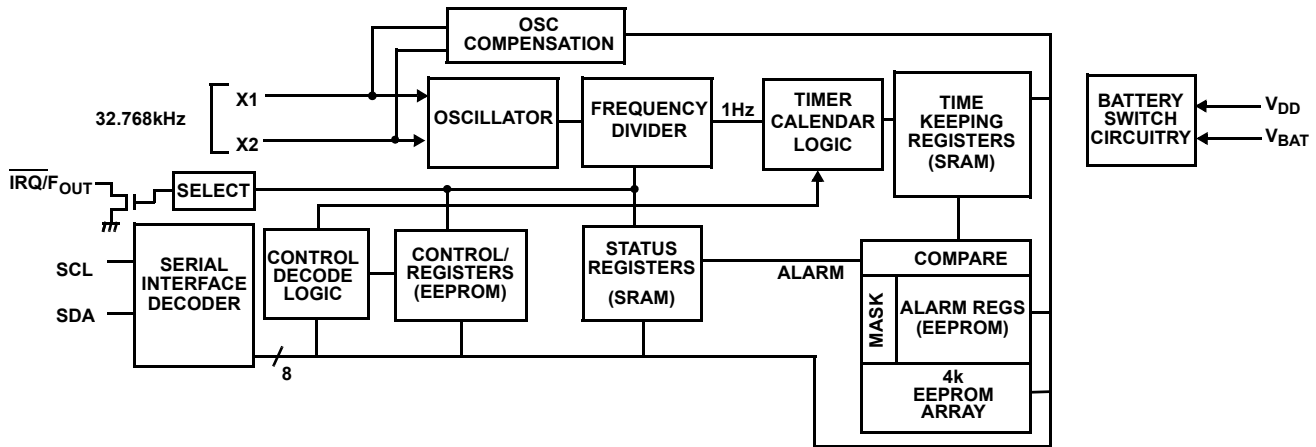 OSC
COMPENSATION
32.768kHz
X1
X2
OSCILLATOR
FREQUENCY
DIVIDER
1Hz
TIMER
CALENDAR
LOGIC
TIME
KEEPING
REGISTERS
(SRAM)
BATTERY
SWITCH
CIRCUITRY
VDD
VBAT
IRQ/FOUT
SELECT
SCL
SDA
SERIAL
INTERFACE
DECODER
CONTROL
DECODE
LOGIC
CONTROL/
REGISTERS
(EEPROM)
STATUS
REGISTERS
(SRAM)
ALARM
COMPARE
MASK
ALARM REGS
(EEPROM)
4k
EEPROM
ARRAY
8